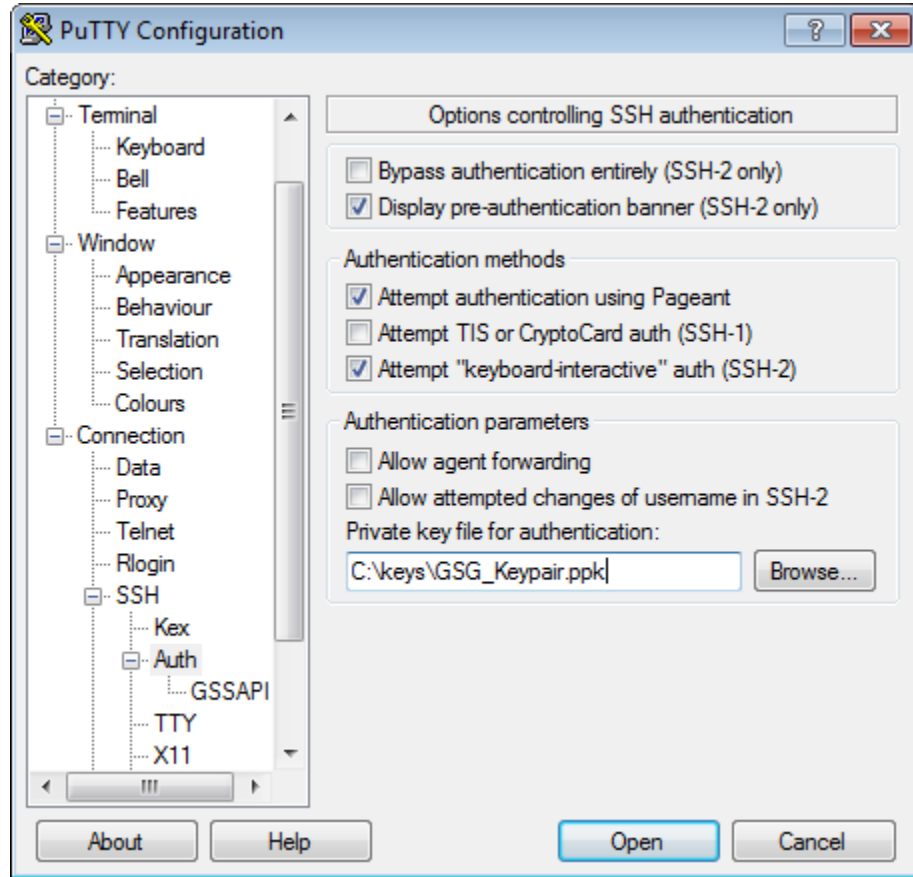 PuTTY Configuration
Category:
Terminal
Keyboard
Bell
Features
Window
Appearance
Behaviour
Translation
Selection
Colours
Connection
Data
Proxy
Telnet
Rlogin
SSH
Kex
Auth
GSSAPI
TTY
X11
Options controlling SSH authentication
Bypass authentication entirely (SSH-2 only)
Display pre-authentication banner (SSH-2 only)
Authentication methods
Attempt authentication using Pageant
Attempt TIS or CryptoCard auth (SSH-1)
Attempt "keyboard-interactive" auth (SSH-2)
Authentication parameters
Allow agent forwarding
Allow attempted changes of username in SSH-2
Private key file for authentication:
C:\keys\GSG_Keypair.ppk
Browse...
About
Help
Open
Cancel